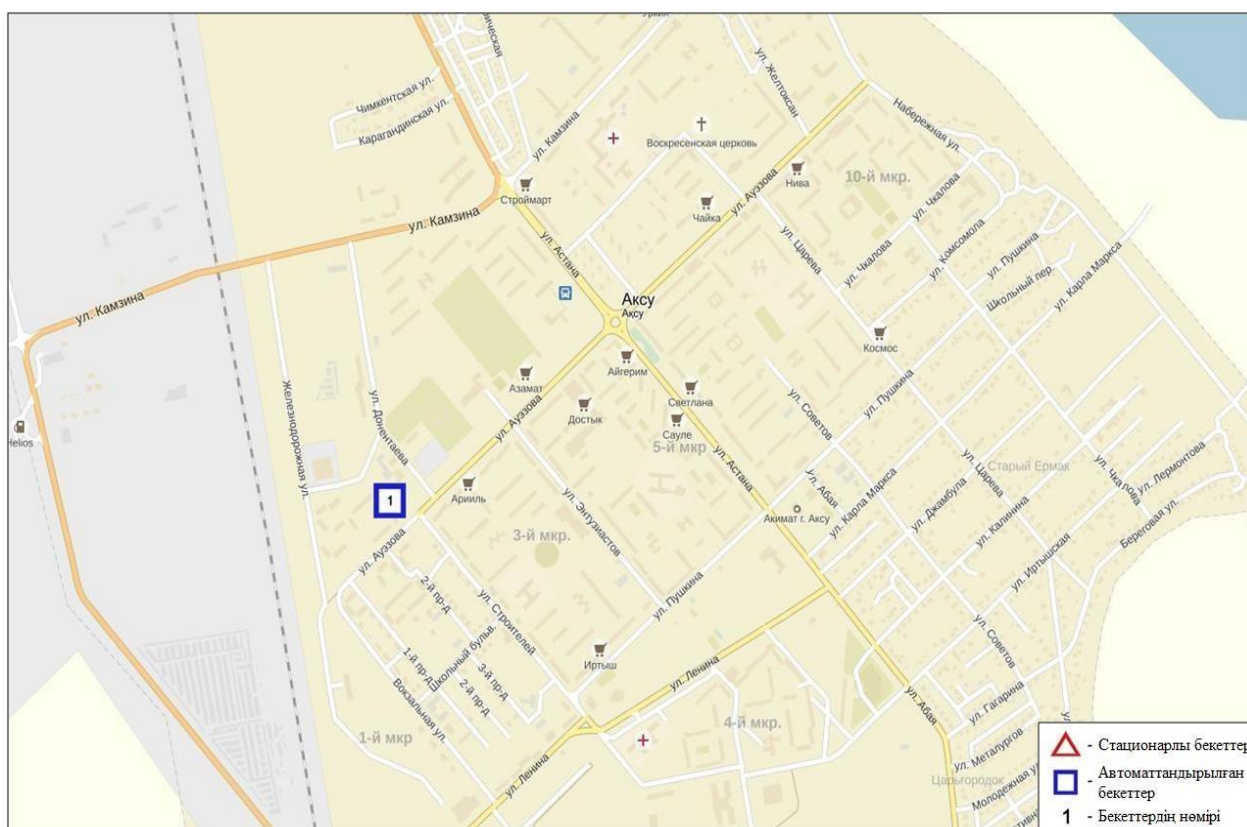 Уркин
ул. Желтоксан
Чимкентская ул.
Карагандинская ул.
ул. Камзина
Воскресенская церковь
Набережная ул.
Строймарт
Нива
10-й мкр.
Чайка
ул. Ауэзова
ул. Чкалова
ул. Камзина
ул. Астана
ул. Царева
ул. Чкалова
ул. Комсомола
ул. Пушкина
Школьный пер.
ул. Карла Маркса
ул. Камзина
Аксу
Ақсу
Космос
Айгерим
Азамат
Светлана
Достык
Сауле
ул. Ауэзова
ул. Советов
ул. Пушкина
Железнодорожная ул.
ул. Донентаева
5-й мкр
Helios
ул. Астана
ул. Абая
ул. Карла Маркса
ул. Царева
Старый Ермак
ул. Чкалова
ул. Лермонтова
Арииль
1
ул. Энтузиастов
Акимат г. Аксу
ул. Джамбула
ул. Калинина
Береговая ул.
3-й мкр.
ул. Ауэзова
ул. Иртышская
2-й пр-д
ул. Строителей
ул. Пушкина
Школьный бульв.
1-й пр-д
2-й пр-д
3-й пр-д
Вокзальная ул.
Иртыш
ул. Ленина
ул. Советов
ул. Абая
ул. Гагарина
1-й мкр
4-й мкр.
ул. Ленина
ул. Металургов
Царьгородок
Молодежная ул.
- Стационарлы бекеттер
- Автоматтандырылған
бекеттер
1 - Бекеттердің нөмірі